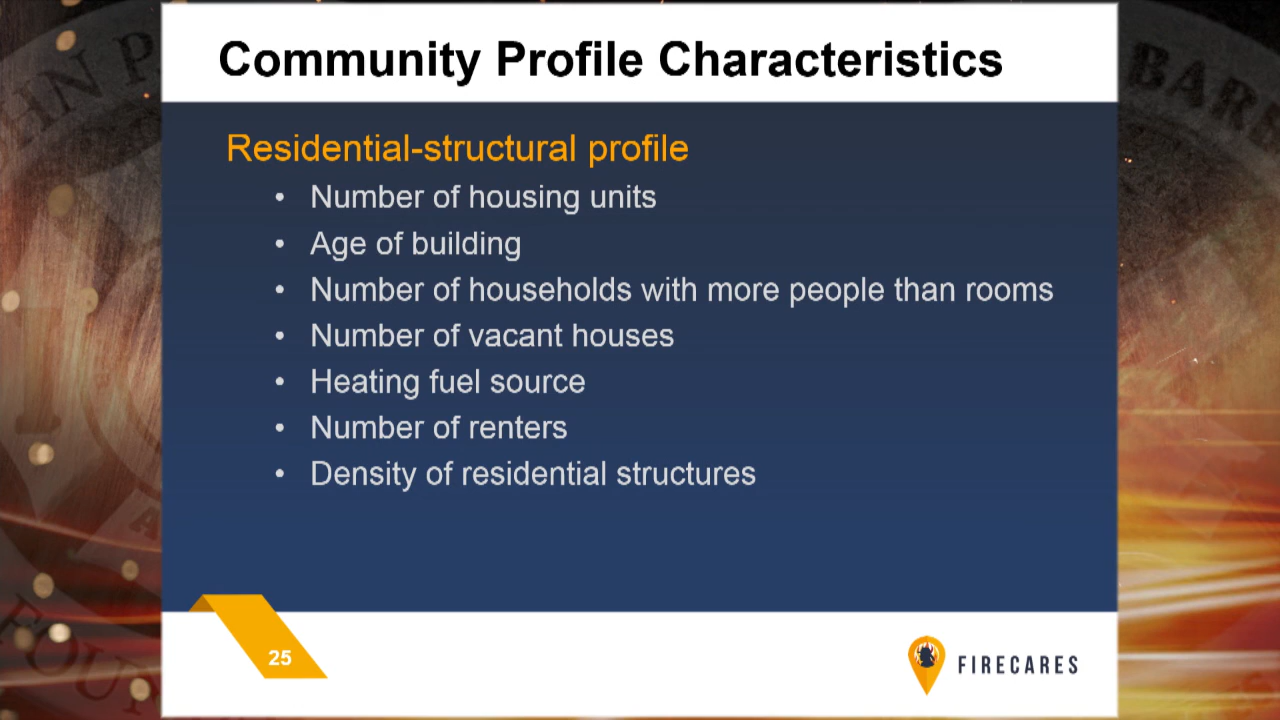 Community Profile Characteristics
Residential-structural profile
• Number of housing units
• Age of building
• Number of households with more people than rooms
• Number of vacant houses
• Heating fuel source
• Number of renters
• Density of residential structures
25
FIRECARES